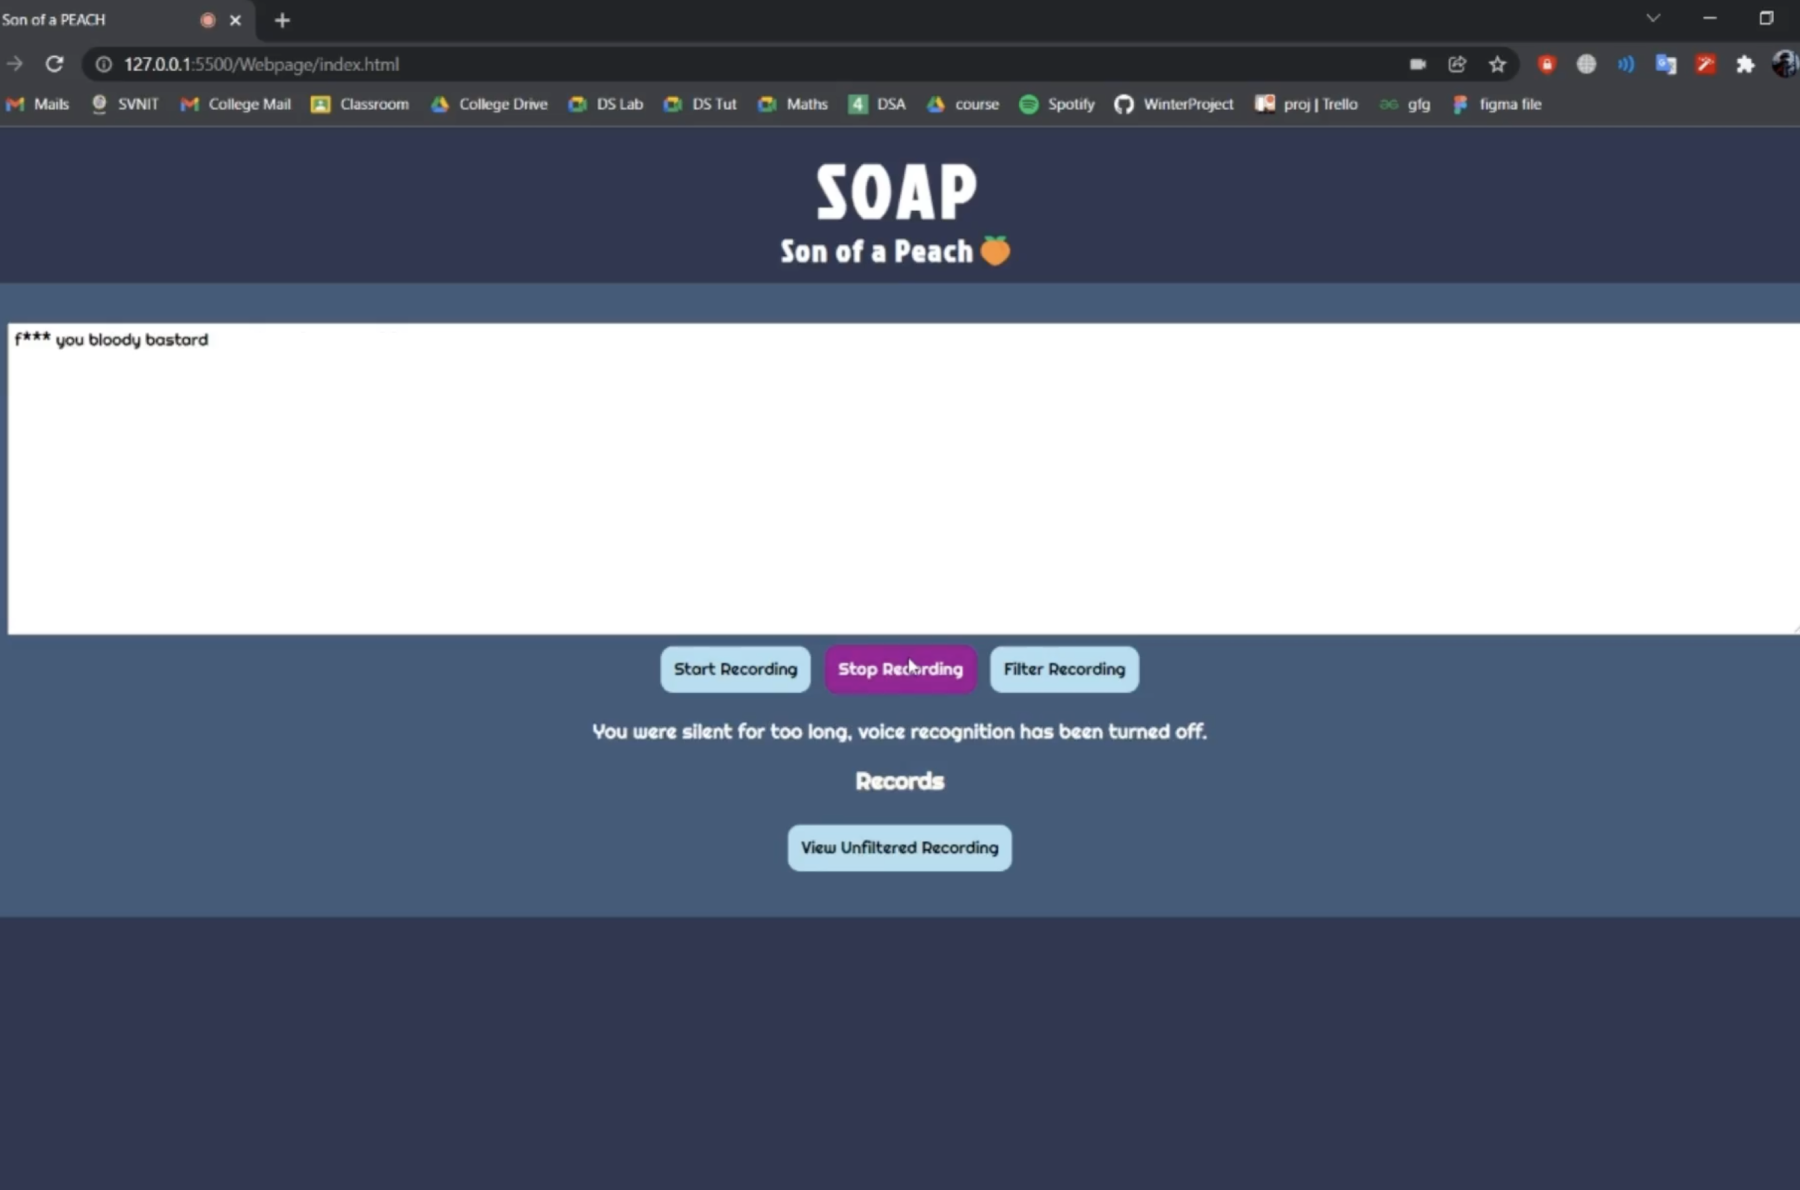 Son of a PEACH
127.0.0.1:5500/Webpage/index.html
Mails SVNIT College Mail Classroom College Drive DS Lab DS Tut Maths 4 DSA course Spotify WinterProject proj | Trello gfg figma file
SOAP
Son of a Peach
f*** you bloody bastard
Start Recording Stop Recording Filter Recording
You were silent for too long, voice recognition has been turned off.
Records
View Unfiltered Recording